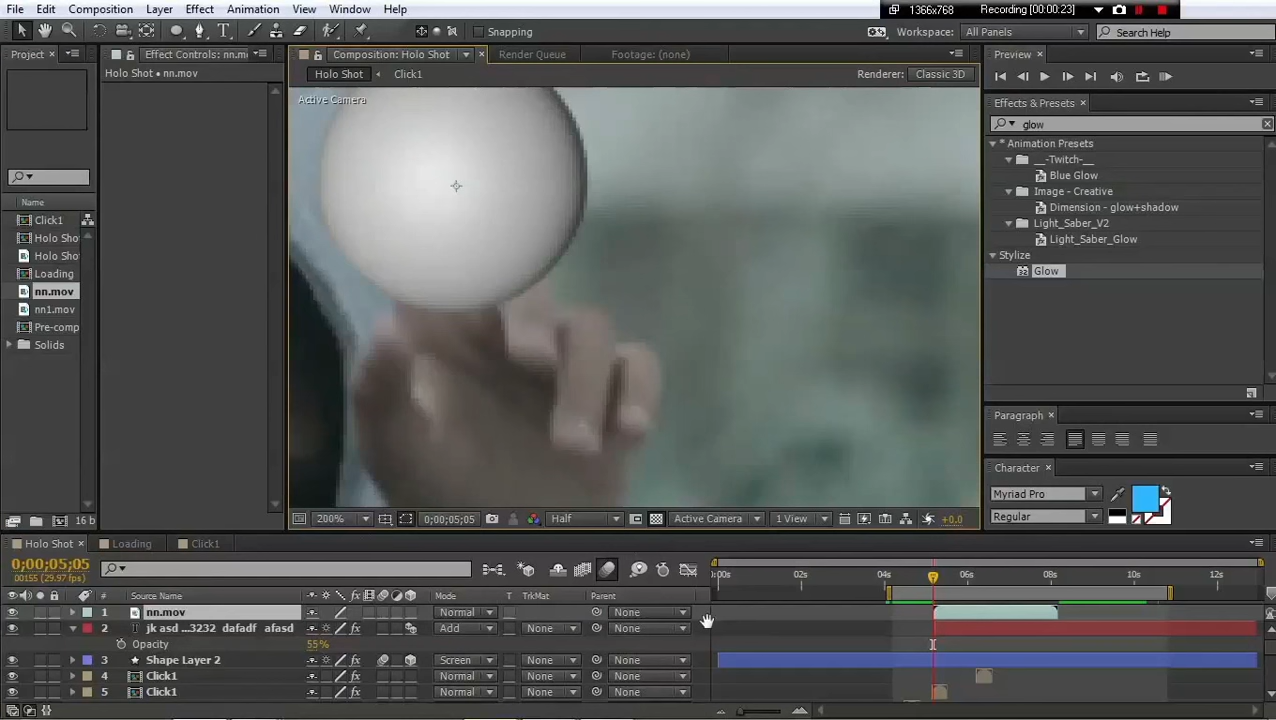 File Edit Composition Layer Effect Animation View Window Help
1366x768 Recording [00:00:23]
Snapping
Workspace: All Panels
Search Help
Project
Effect Controls: nn.mov
Composition: Holo Shot
Render Queue
Footage: (none)
Preview
Holo Shot • nn.mov
Holo Shot
Click1
Renderer: Classic 3D
Active Camera
Effects & Presets
glow
* Animation Presets
__-Twitch-__
Blue Glow
Image - Creative
Dimension - glow+shadow
Light_Saber_V2
Light_Saber_Glow
Stylize
Glow
Name
Click1
Holo Sho
Holo Sho
Loading
nn.mov
nn1.mov
Pre-comp
Solids
Paragraph
Character
Myriad Pro
Regular
16 b
200% 0;00;05;05 Half Active Camera 1 View +0.0
Holo Shot
Loading
Click1
0;00;05;05
00155 (29.97 fps)
:00s 02s 04s 06s 08s 10s 12s
# Source Name Mode T TrkMat Parent
1 nn.mov Normal None
2 T jk asd ...3232 dafadf afasd Add None None
Opacity 55%
3 Shape Layer 2 Screen None None
4 Click1 Normal None None
5 Click1 Normal None None